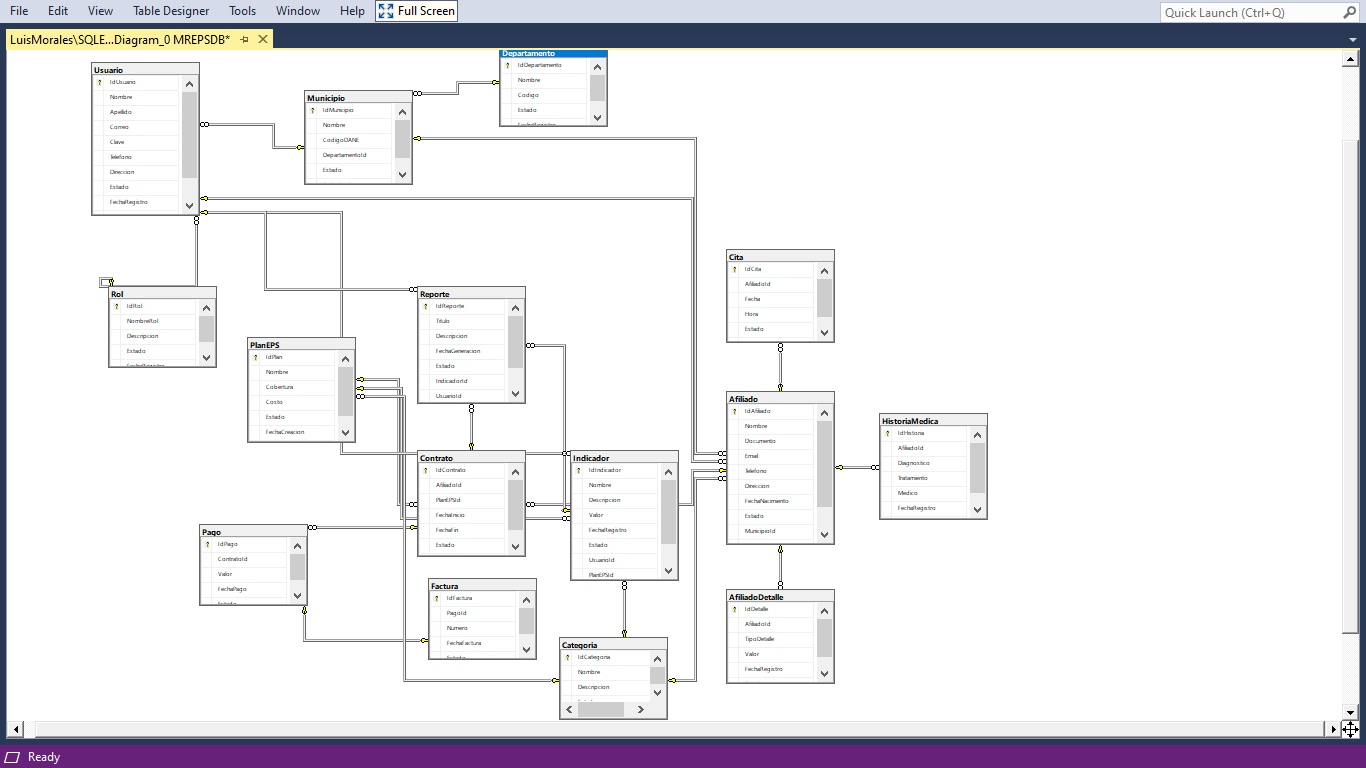 File Edit View Table Designer Tools Window Help Full Screen
Quick Launch (Ctrl+Q)
LuisMorales\SQLE...Diagram_0 MREPSDB*
Usuario
IdUsuario
Nombre
Apellido
Correo
Clave
Telefono
Direccion
Estado
FechaRegistro
Municipio
IdMunicipio
Nombre
CodigoDANE
DepartamentoId
Estado
Departamento
IdDepartamento
Nombre
Codigo
Estado
FechaRegistro
Rol
IdRol
NombreRol
Descripcion
Estado
FechaRegistro
PlanEPS
IdPlan
Nombre
Cobertura
Costo
Estado
FechaCreacion
Reporte
IdReporte
Titulo
Descripcion
FechaGeneracion
Estado
IndicadorId
UsuarioId
Cita
IdCita
AfiliadoId
Fecha
Hora
Estado
Afiliado
IdAfiliado
Nombre
Documento
Email
Telefono
Direccion
FechaNacimiento
Estado
MunicipioId
HistoriaMedica
IdHistoria
AfiliadoId
Diagnostico
Tratamiento
Medico
FechaRegistro
Contrato
IdContrato
AfiliadoId
PlanEPSId
FechaInicio
FechaFin
Estado
Indicador
IdIndicador
Nombre
Descripcion
Valor
FechaRegistro
Estado
UsuarioId
PlanEPSId
Pago
IdPago
ContratoId
Valor
FechaPago
Estado
Factura
IdFactura
PagoId
Numero
FechaFactura
Estado
Categoria
IdCategoria
Nombre
Descripcion
AfiliadoDetalle
IdDetalle
AfiliadoId
TipoDetalle
Valor
FechaRegistro
Ready